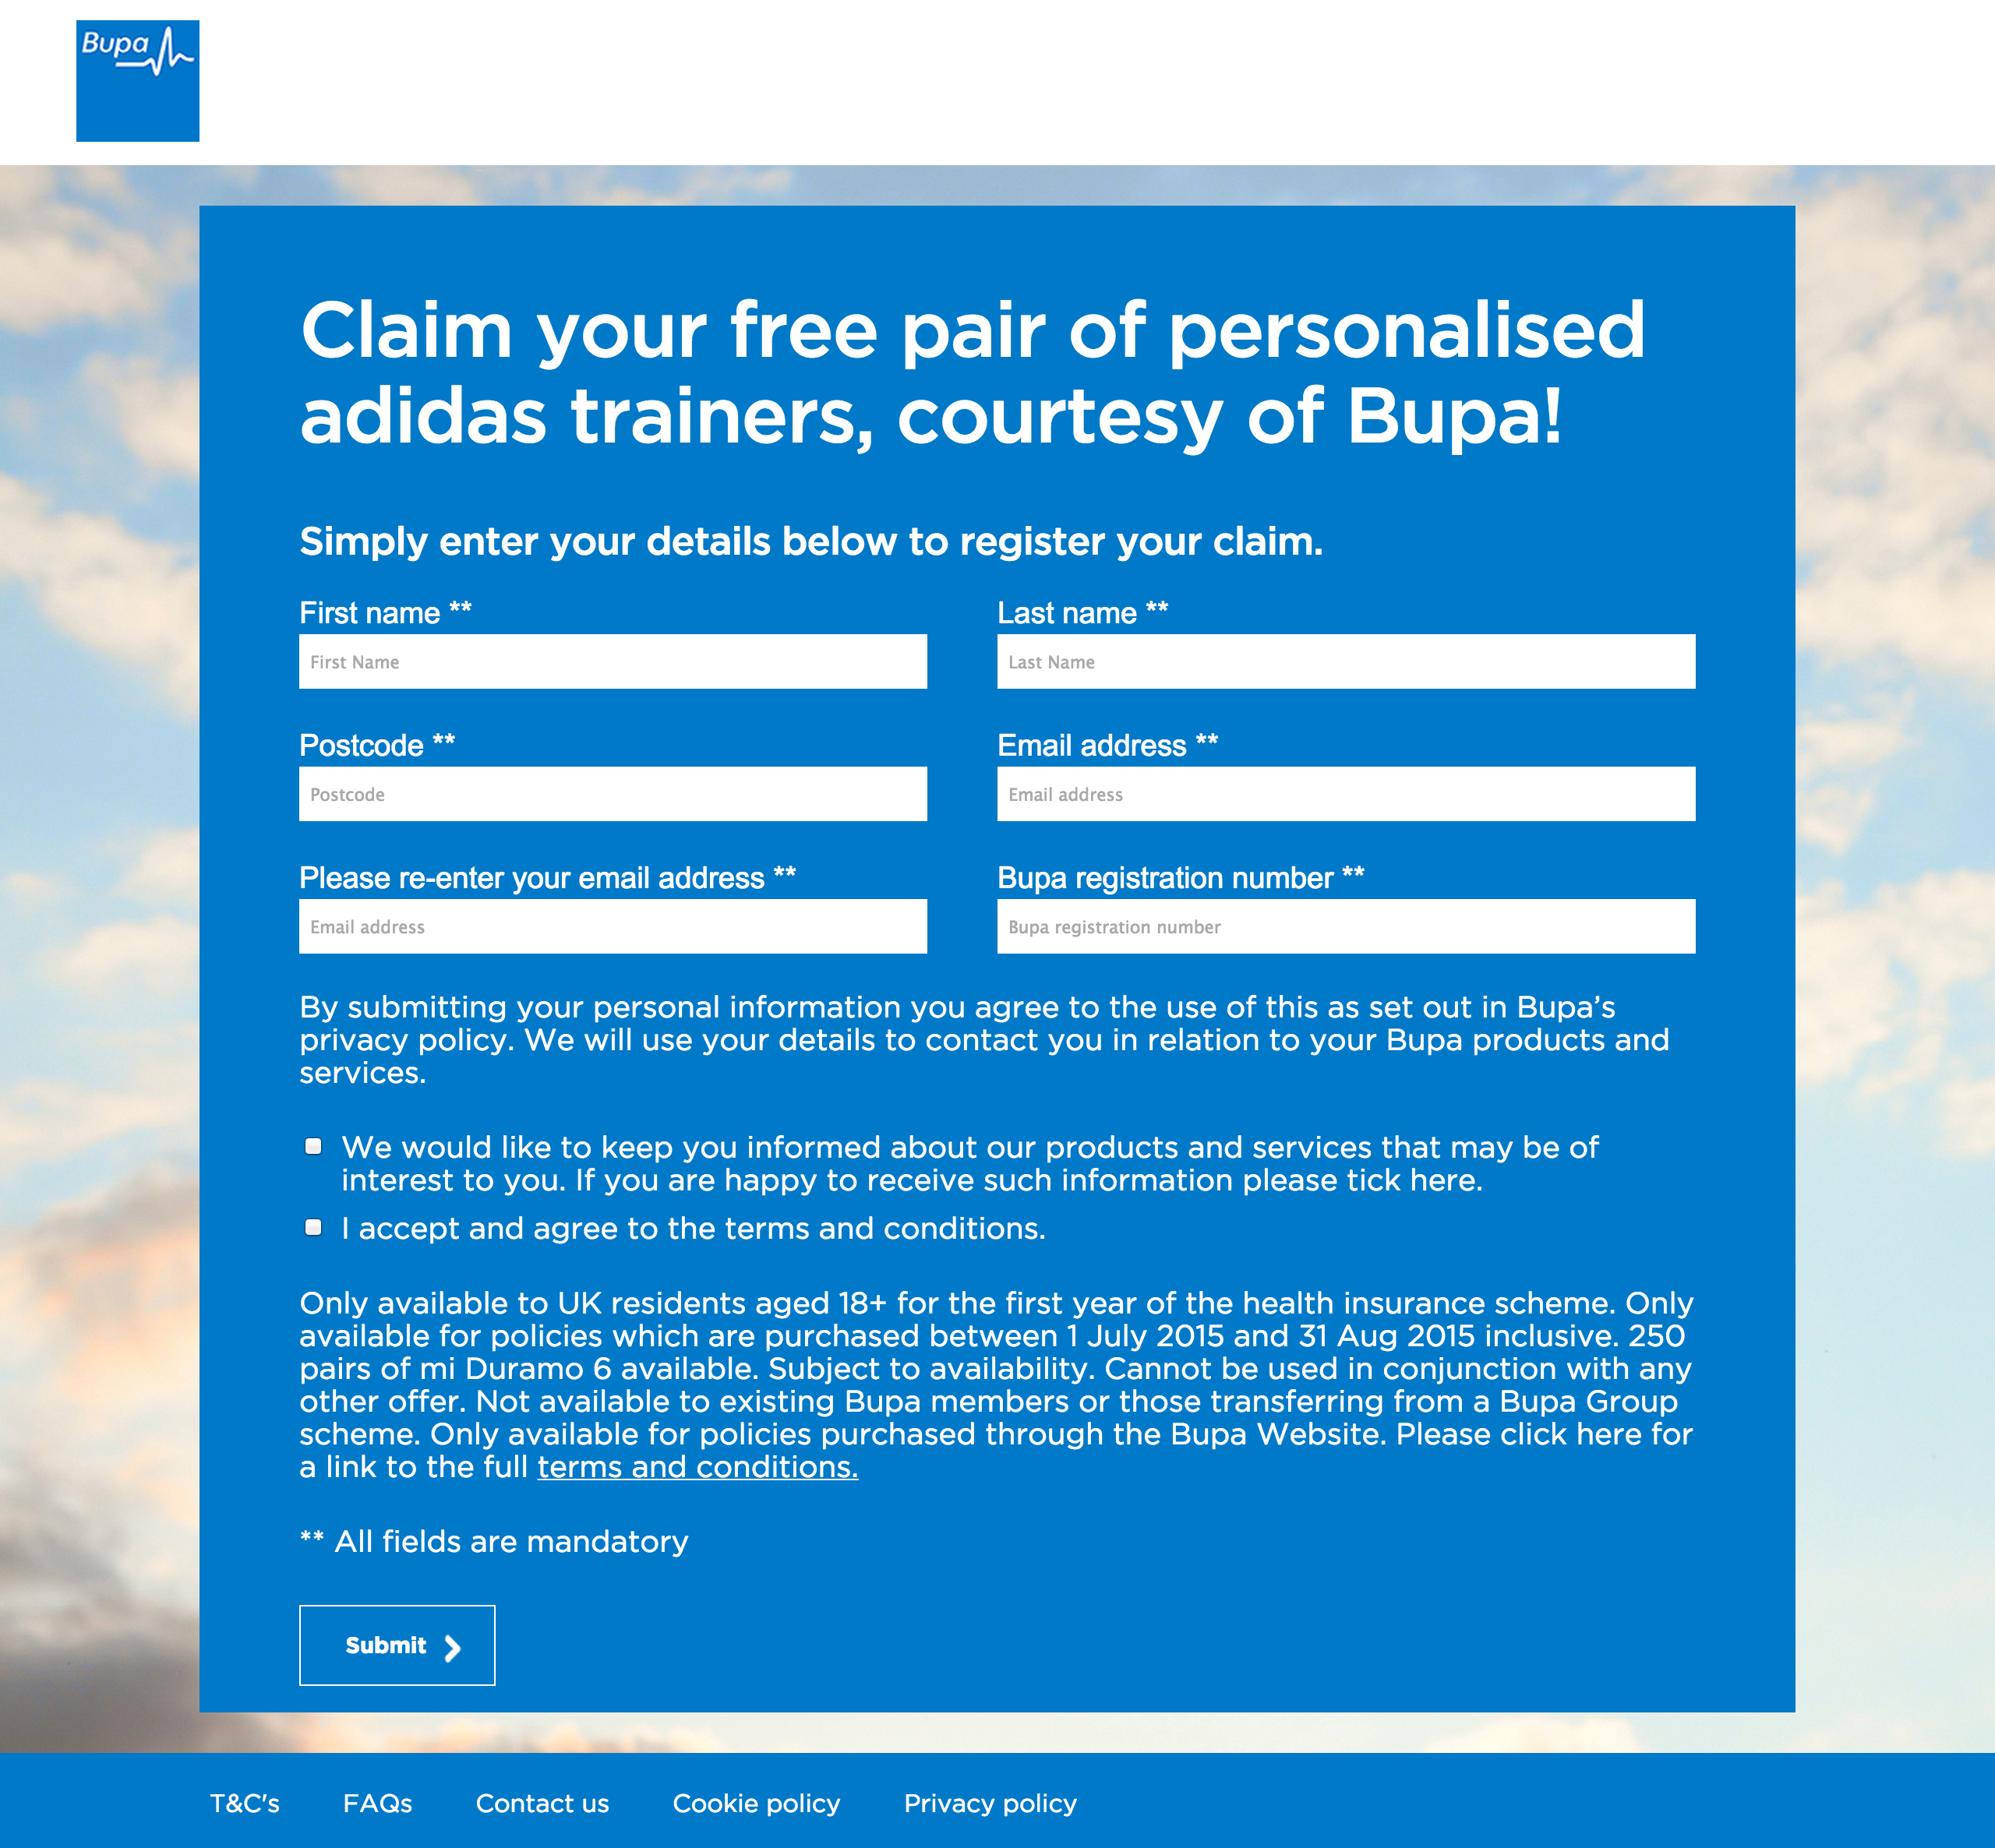 Bupa
Claim your free pair of personalised
adidas trainers, courtesy of Bupa!
Simply enter your details below to register your claim.
First name **
Last name **
First Name
Last Name
Postcode **
Email address **
Postcode
Email address
Please re-enter your email address **
Bupa registration number **
Email address
Bupa registration number
By submitting your personal information you agree to the use of this as set out in Bupa’s
privacy policy. We will use your details to contact you in relation to your Bupa products and
services.
We would like to keep you informed about our products and services that may be of
interest to you. If you are happy to receive such information please tick here.
I accept and agree to the terms and conditions.
Only available to UK residents aged 18+ for the first year of the health insurance scheme. Only
available for policies which are purchased between 1 July 2015 and 31 Aug 2015 inclusive. 250
pairs of mi Duramo 6 available. Subject to availability. Cannot be used in conjunction with any
other offer. Not available to existing Bupa members or those transferring from a Bupa Group
scheme. Only available for policies purchased through the Bupa Website. Please click here for
a link to the full terms and conditions.
** All fields are mandatory
Submit
T&C's FAQs Contact us Cookie policy Privacy policy